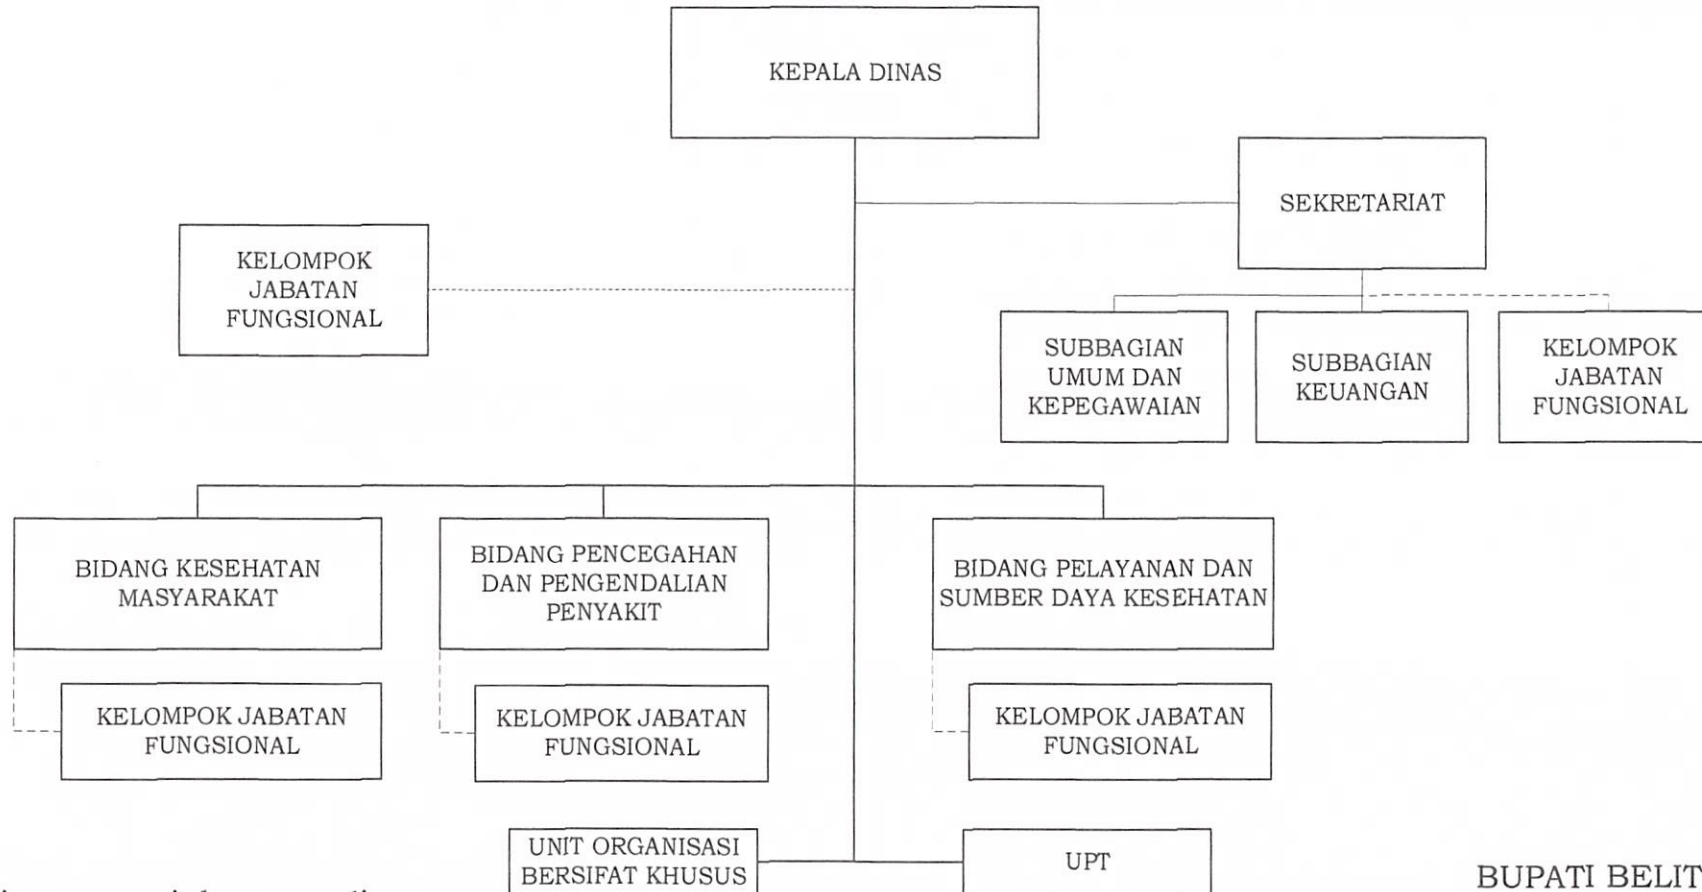 KEPALA DINAS
SEKRETARIAT
KELOMPOK
JABATAN
FUNGSIONAL
SUBBAGIAN
UMUM DAN
KEPEGAWAIAN
SUBBAGIAN
KEUANGAN
KELOMPOK
JABATAN
FUNGSIONAL
BIDANG KESEHATAN
MASYARAKAT
BIDANG PENCEGAHAN
DAN PENGENDALIAN
PENYAKIT
BIDANG PELAYANAN DAN
SUMBER DAYA KESEHATAN
KELOMPOK JABATAN
FUNGSIONAL
KELOMPOK JABATAN
FUNGSIONAL
KELOMPOK JABATAN
FUNGSIONAL
UNIT ORGANISASI
BERSIFAT KHUSUS
UPT
BUPATI BELIT